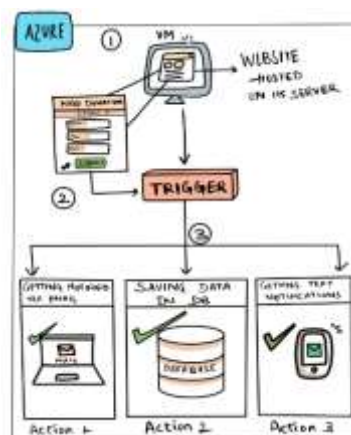 AZURE
①
VM
WEBSITE
- HOSTED
ON IIS SERVER
②
TRIGGER
③
GETTING NOTIFIED
VIA EMAIL
SAVING DATA
IN DB
GETTING TEXT
NOTIFICATIONS
MAIL
DATABASE
Action 1
Action 2
Action 3